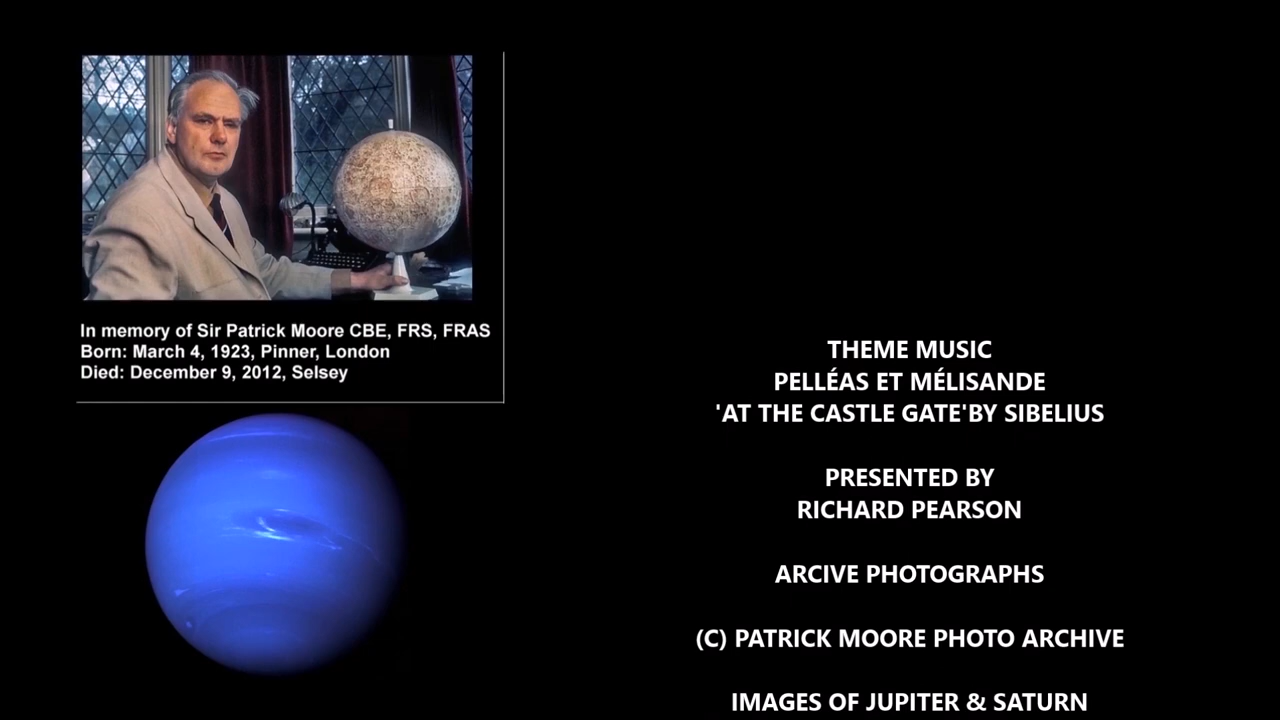 In memory of Sir Patrick Moore CBE, FRS, FRAS
Born: March 4, 1923, Pinner, London
Died: December 9, 2012, Selsey
THEME MUSIC
PELLÉAS ET MÉLISANDE
'AT THE CASTLE GATE'BY SIBELIUS
PRESENTED BY
RICHARD PEARSON
ARCIVE PHOTOGRAPHS
(C) PATRICK MOORE PHOTO ARCHIVE
IMAGES OF JUPITER & SATURN